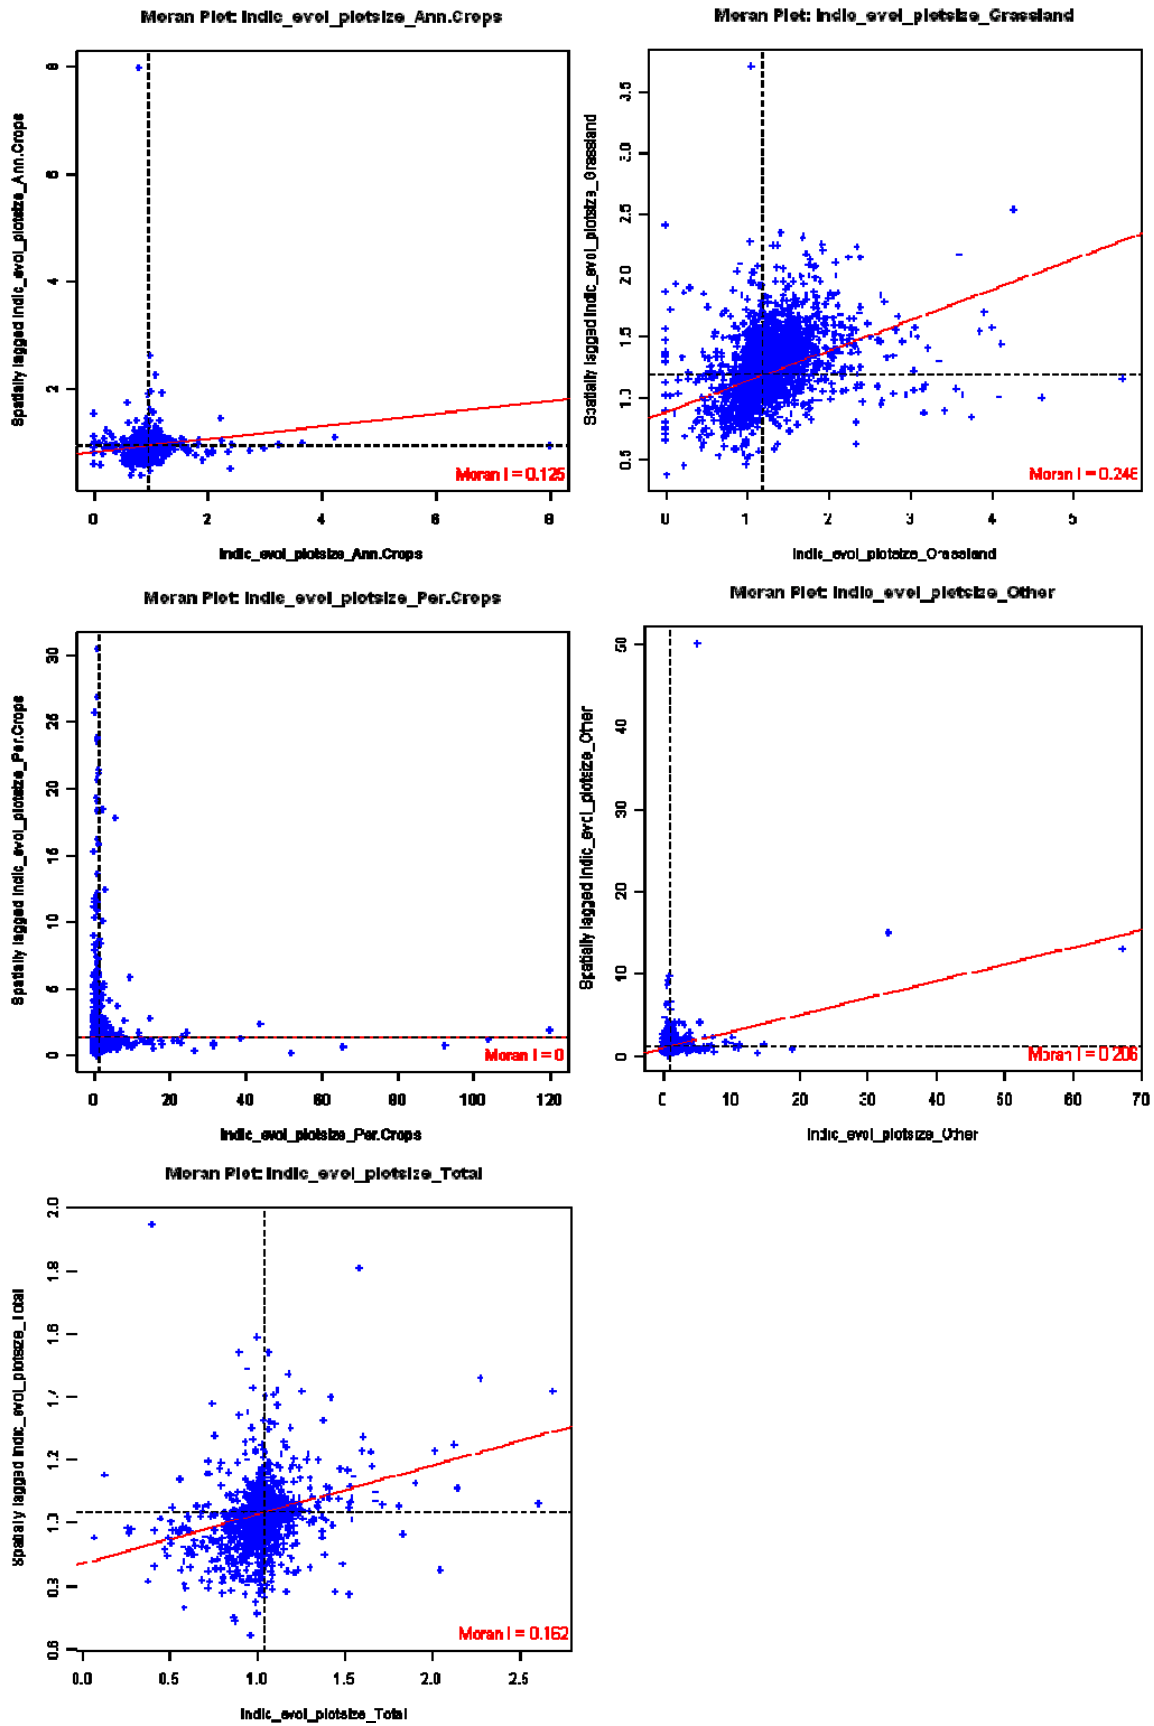 Moran Plot: Indic_evol_plotsize_Ann.Crops
Spatially lagged Indic_evol_plotsize_Ann.Crops
8
6
4
2
Moran I = 0.125
0 2 4 6 8
Indic_evol_plotsize_Ann.Crops
Moran Plot: Indic_evol_plotsize_Grassland
Spatially lagged Indic_evol_plotsize_Grassland
3.5
3.0
2.5
2.0
1.5
1.0
0.5
Moran I = 0.246
0 1 2 3 4 5
Indic_evol_plotsize_Grassland
Moran Plot: Indic_evol_plotsize_Per.Crops
Spatially lagged Indic_evol_plotsize_Per.Crops
30
25
20
15
10
5
0
Moran I = 0
0 20 40 60 80 100 120
Indic_evol_plotsize_Per.Crops
Moran Plot: Indic_evol_plotsize_Other
Spatially lagged Indic_evol_plotsize_Other
50
40
30
20
10
0
Moran I = 0.206
0 10 20 30 40 50 60 70
Indic_evol_plotsize_Other
Moran Plot: Indic_evol_plotsize_Total
Spatially lagged Indic_evol_plotsize_Total
2.0
1.8
1.6
1.4
1.2
1.0
0.8
0.6
Moran I = 0.162
0.0 0.5 1.0 1.5 2.0 2.5
Indic_evol_plotsize_Total